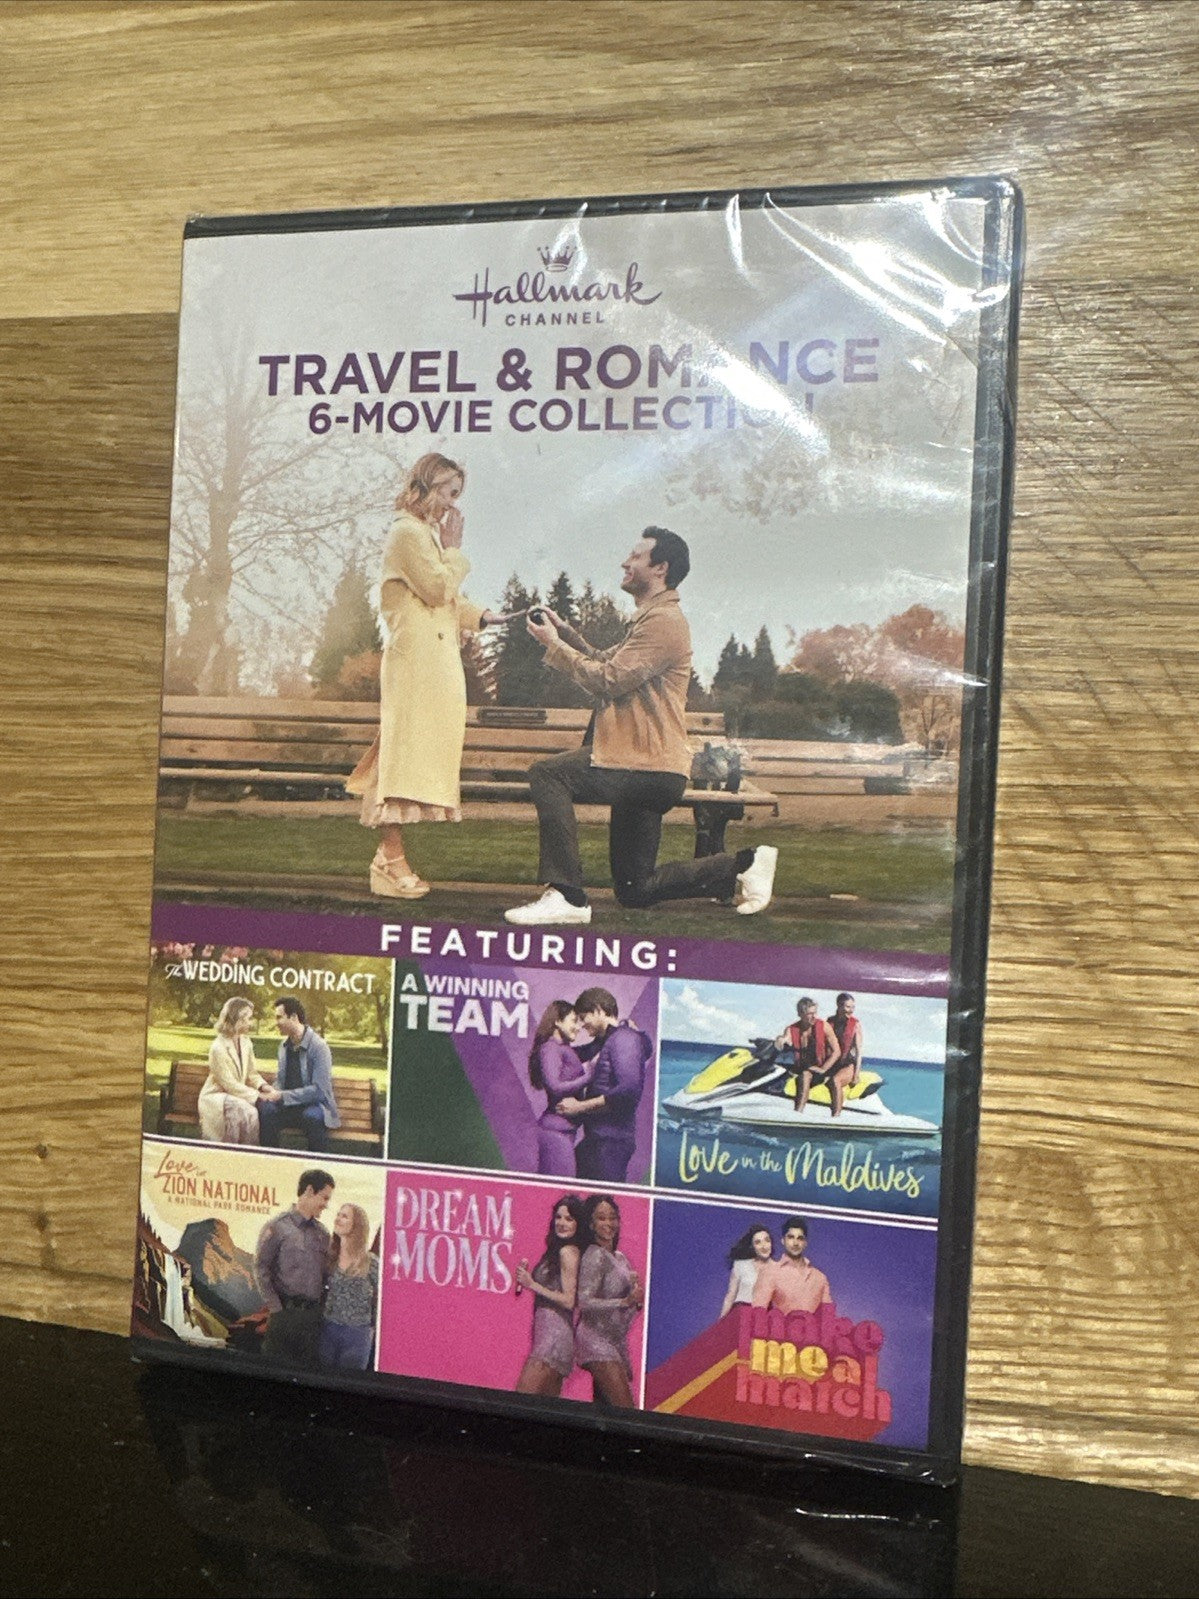 Hallmark
CHANNEL
TRAVEL & ROMANCE
6-MOVIE COLLECTION
FEATURING:
The WEDDING CONTRACT
A WINNING
TEAM
Love in the Maldives
Love in
ZION NATIONAL
A NATIONAL PARK ROMANCE
DREAM
MOMS
make
me a
match